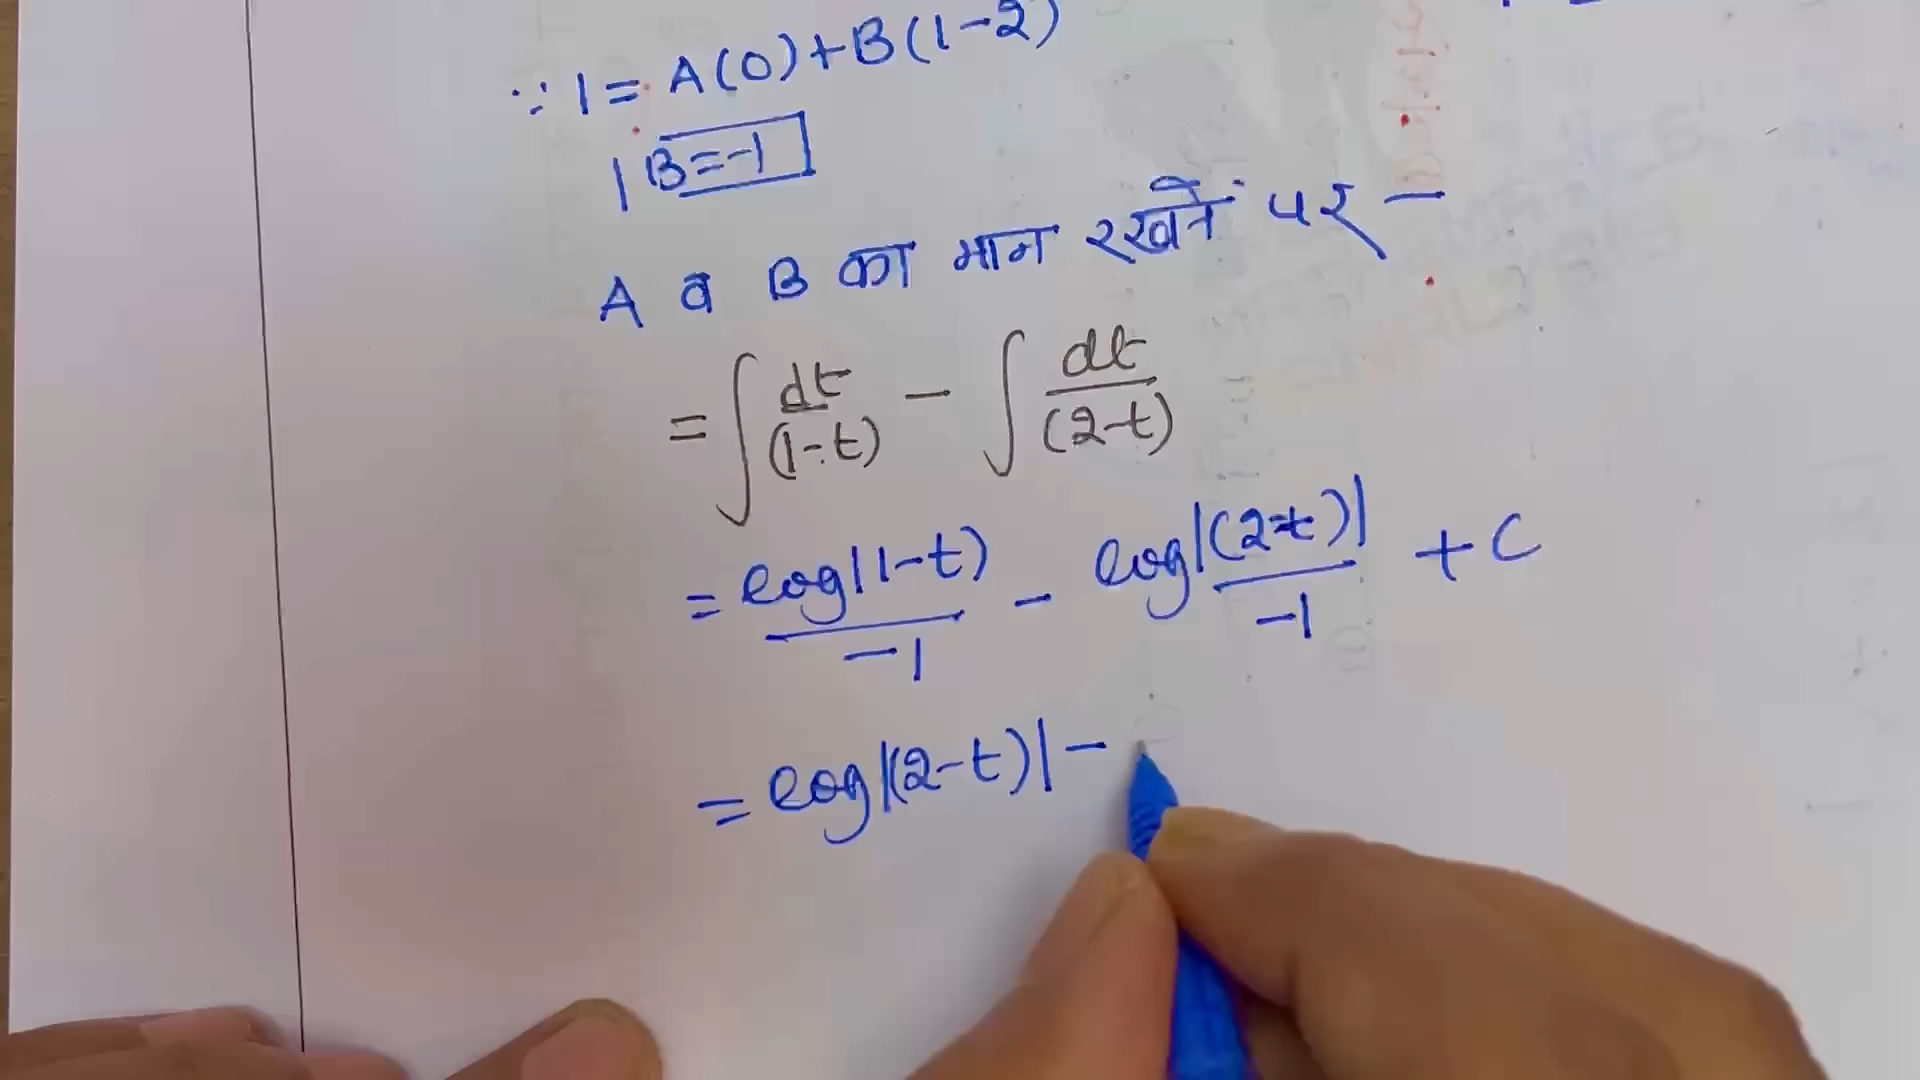 ∵ 1 = A(0)+B(1-2)
B=-1
A व B का मान रखने पर -
= ∫ dt/(1-t) - ∫ dt/(2-t)
= log|1-t)/-1 - log|(2-t)|/-1 + C
= log|(2-t)| -